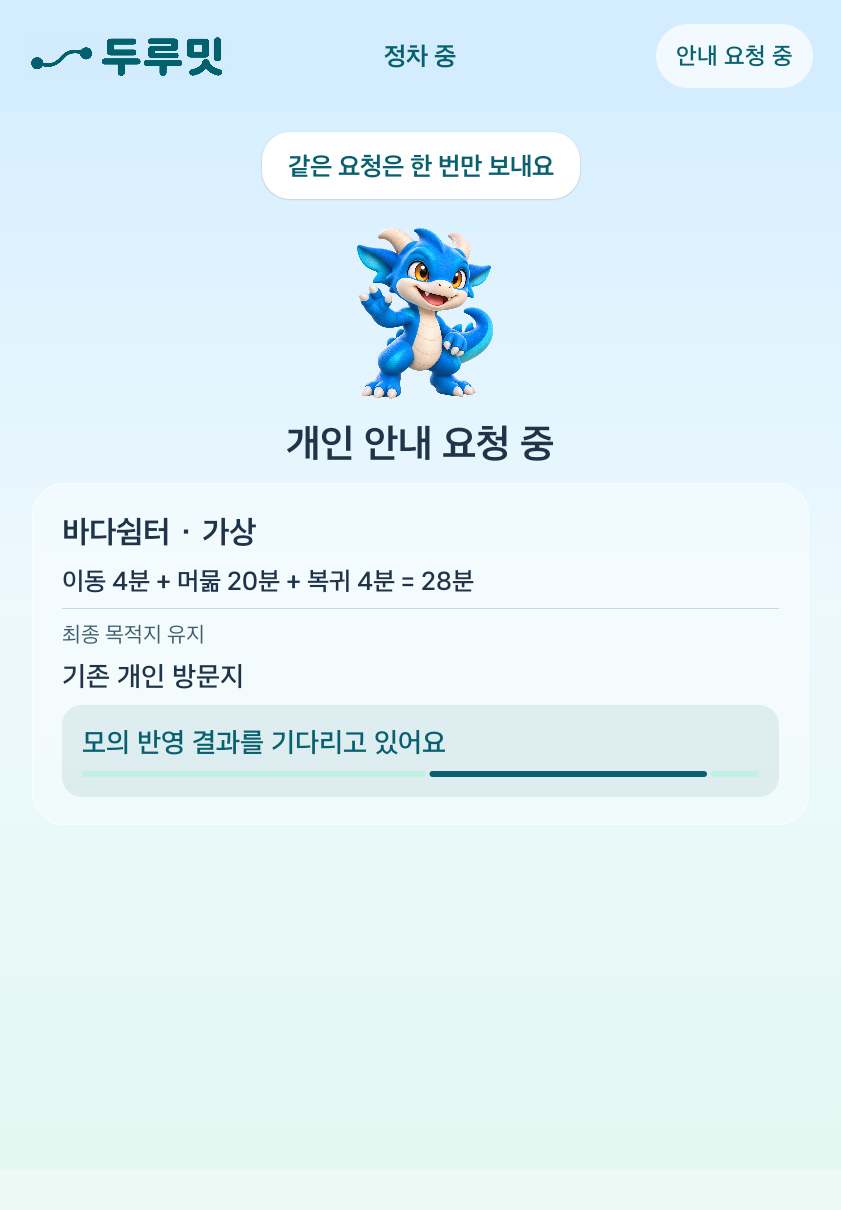 두루밋
정차 중
안내 요청 중
같은 요청은 한 번만 보내요
개인 안내 요청 중
바다쉼터 · 가상
이동 4분 + 머묾 20분 + 복귀 4분 = 28분
최종 목적지 유지
기존 개인 방문지
모의 반영 결과를 기다리고 있어요